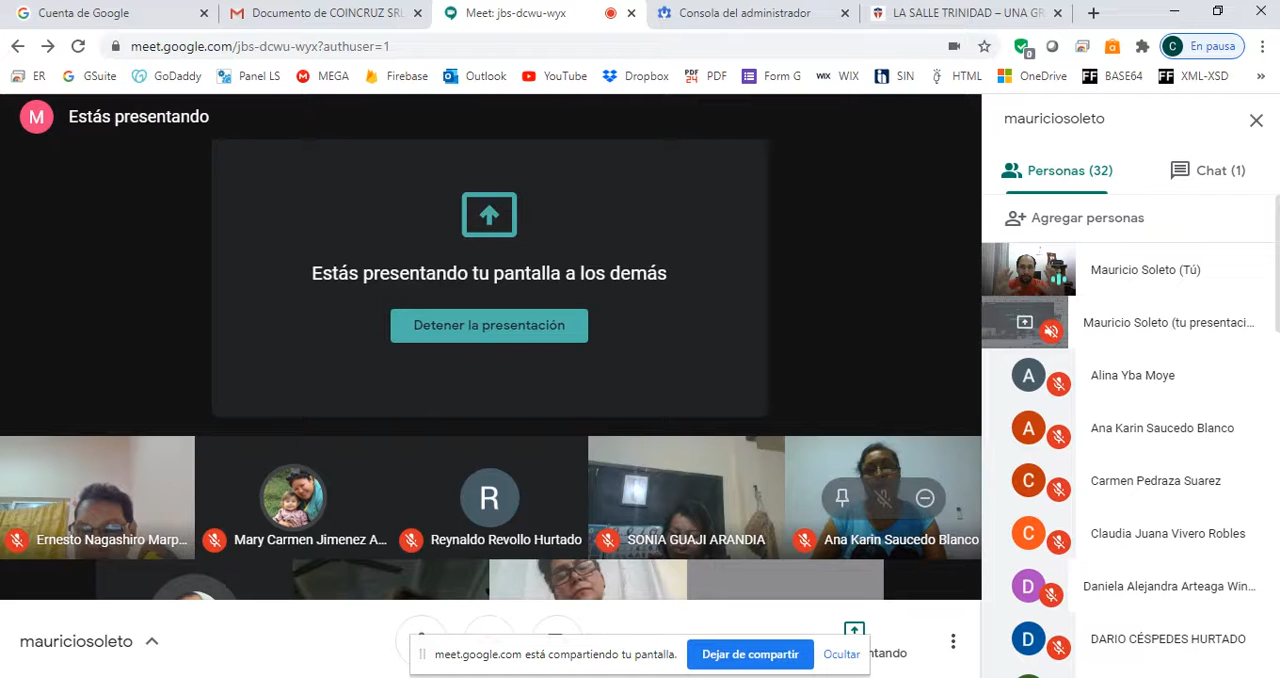 Cuenta de Google
Documento de COINCRUZ SRL
Meet: jbs-dcwu-wyx
Consola del administrador
LA SALLE TRINIDAD – UNA GR
meet.google.com/jbs-dcwu-wyx?authuser=1
0
C En pausa
ER
GSuite
GoDaddy
Panel LS
MEGA
Firebase
Outlook
YouTube
Dropbox
PDF
Form G
WIX
SIN
HTML
OneDrive
BASE64
XML-XSD
»
M Estás presentando
Estás presentando tu pantalla a los demás
Detener la presentación
Ernesto Nagashiro Marp...
Mary Carmen Jimenez A...
R
Reynaldo Revollo Hurtado
SONIA GUAJI ARANDIA
Ana Karin Saucedo Blanco
mauriciosoleto
meet.google.com está compartiendo tu pantalla.
Dejar de compartir
Ocultar
ntando
mauriciosoleto
Personas (32)
Chat (1)
Agregar personas
Mauricio Soleto (Tú)
Mauricio Soleto (tu presentaci...
A Alina Yba Moye
A Ana Karin Saucedo Blanco
C Carmen Pedraza Suarez
C Claudia Juana Vivero Robles
D Daniela Alejandra Arteaga Win...
D DARIO CÉSPEDES HURTADO